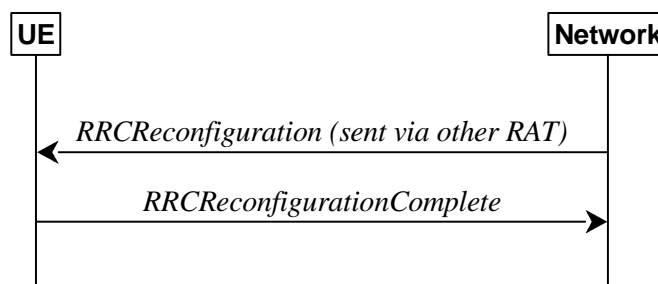 UE
Network
RRCReconfiguration (sent via other RAT)
RRCReconfigurationComplete